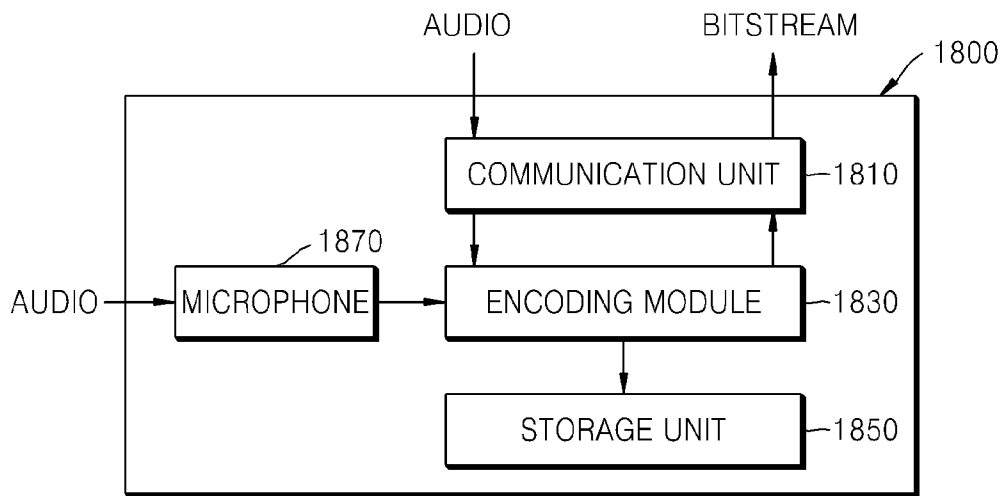 AUDIO
BITSTREAM
1800
COMMUNICATION UNIT
1810
1870
AUDIO
MICROPHONE
ENCODING MODULE
1830
STORAGE UNIT
1850